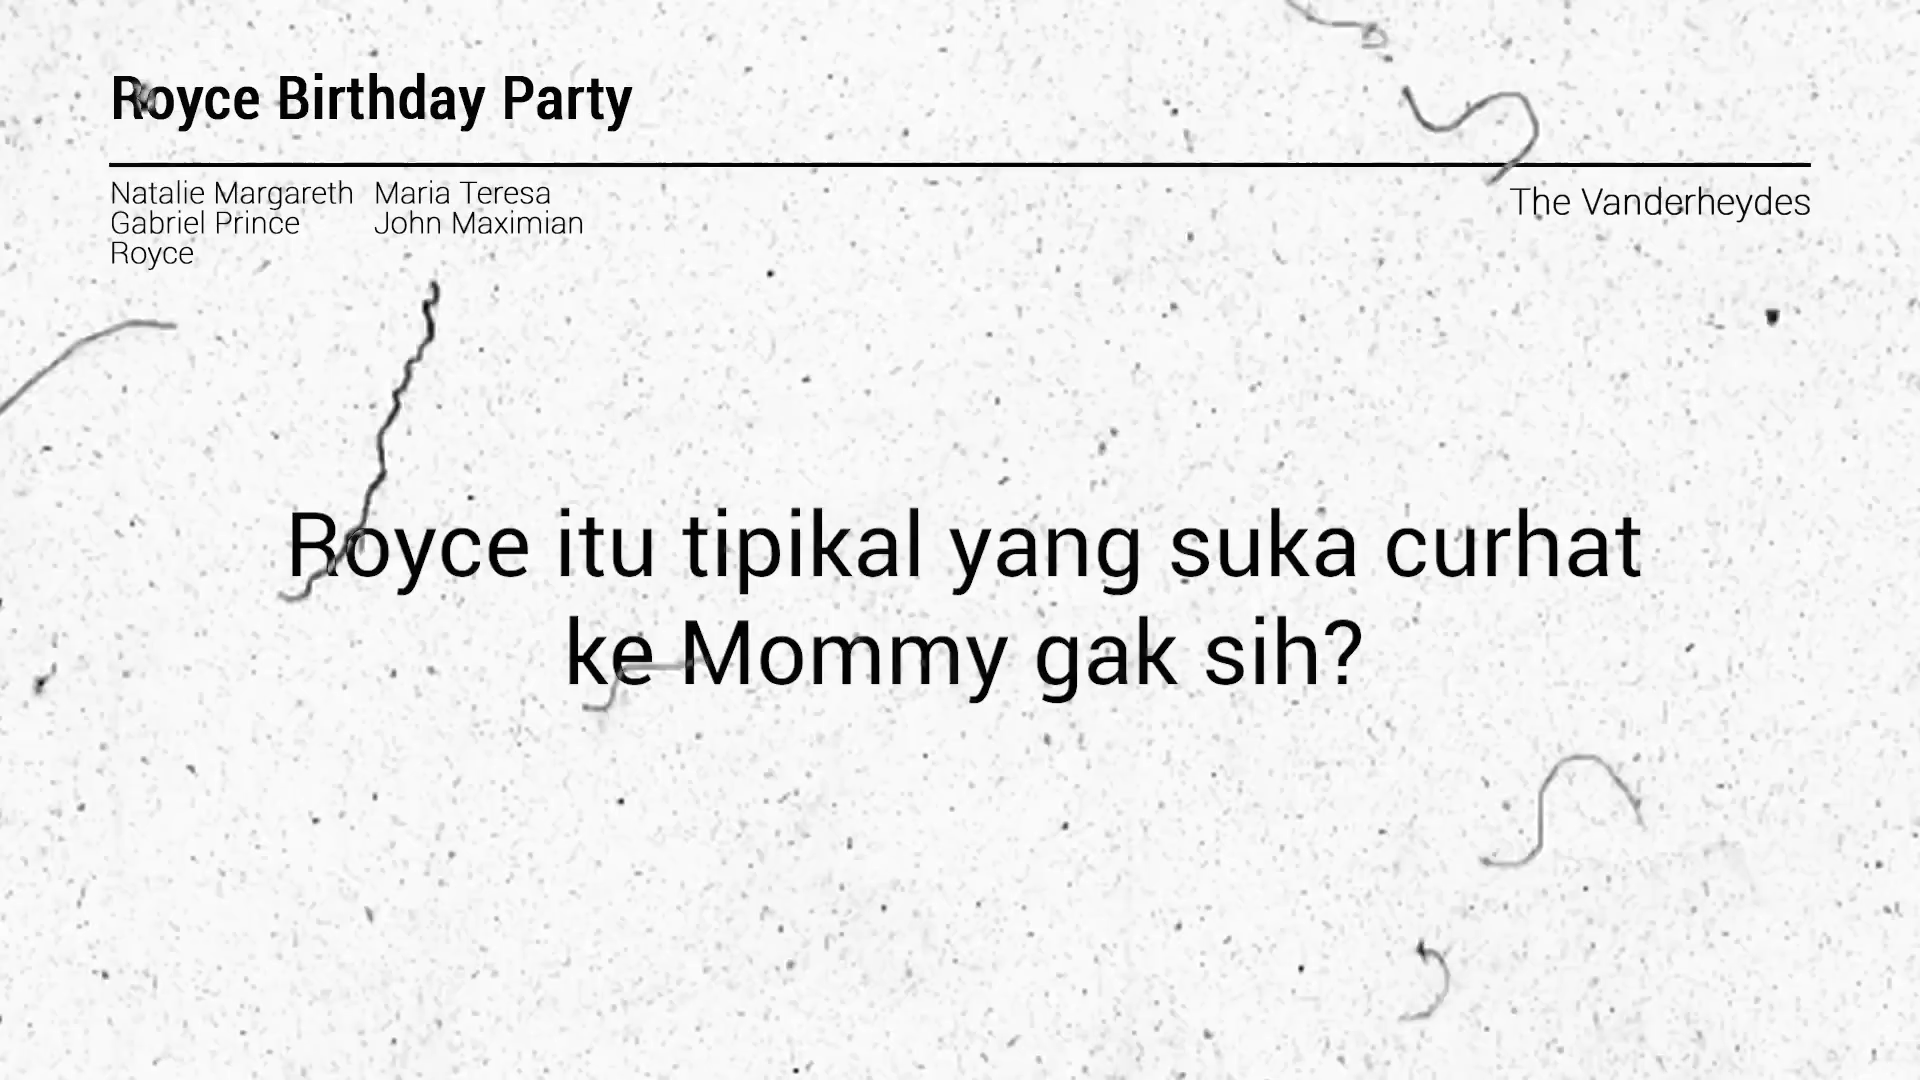 Royce Birthday Party
Natalie Margareth Maria Teresa
Gabriel Prince John Maximian
Royce
The Vanderheydes
Royce itu tipikal yang suka curhat
ke Mommy gak sih?